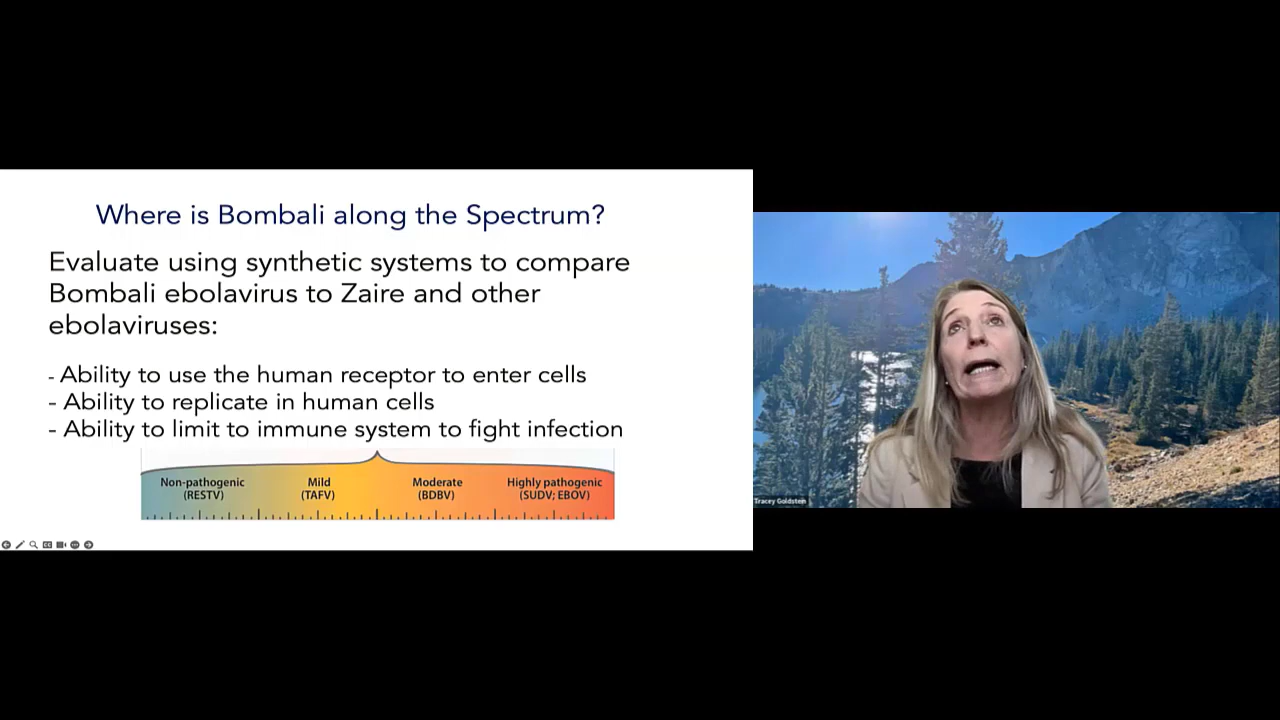 Where is Bombali along the Spectrum?
Evaluate using synthetic systems to compare
Bombali ebolavirus to Zaire and other
ebolaviruses:
- Ability to use the human receptor to enter cells
- Ability to replicate in human cells
- Ability to limit to immune system to fight infection
Non-pathogenic
(RESTV)
Mild
(TAFV)
Moderate
(BDBV)
Highly pathogenic
(SUDV; EBOV)
Tracey Goldstein